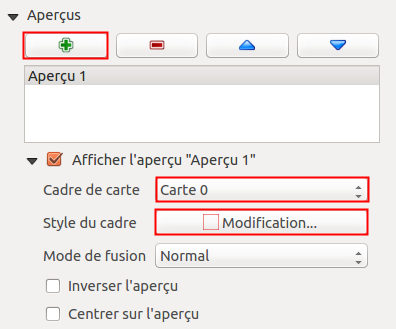 Aperçus
Aperçu 1
Afficher l'aperçu "Aperçu 1"
Cadre de carte Carte 0
Style du cadre Modification...
Mode de fusion Normal
Inverser l'aperçu
Centrer sur l'aperçu